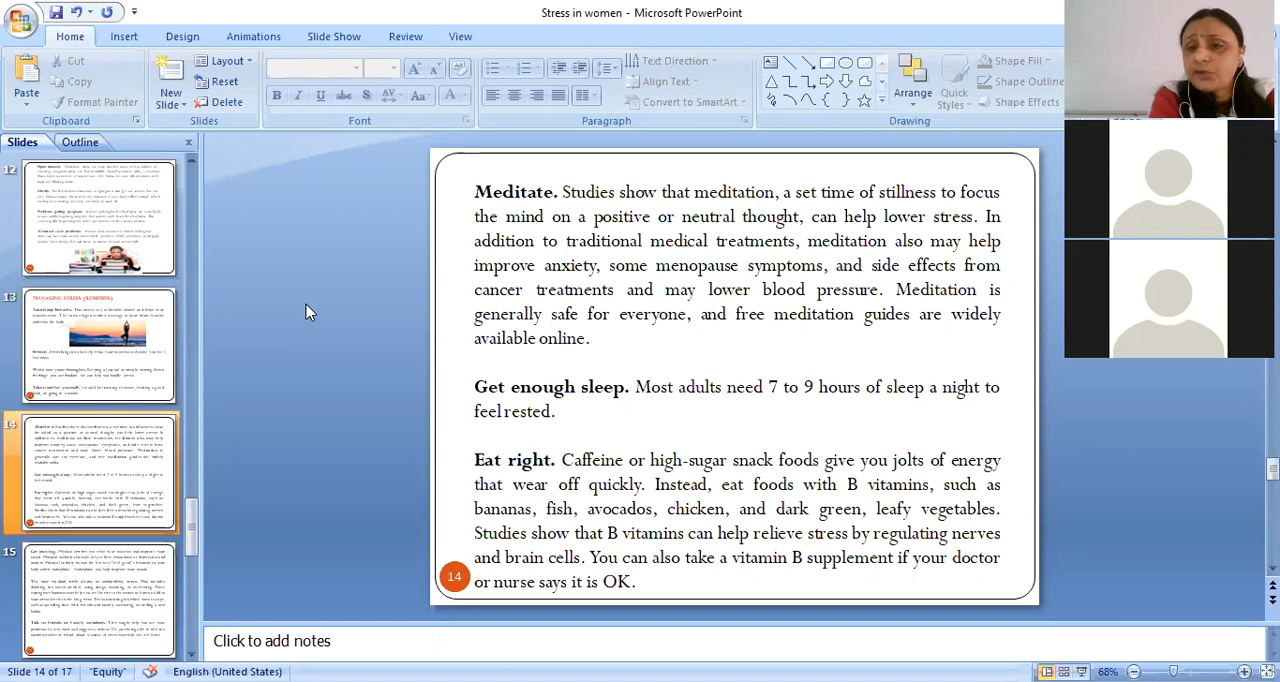 Stress in women - Microsoft PowerPoint
Home Insert Design Animations Slide Show Review View
Paste
Cut
Copy
Format Painter
Clipboard
New Slide
Layout
Reset
Delete
Slides
Font
Text Direction
Align Text
Convert to SmartArt
Paragraph
Arrange
Quick Styles
Shape Fill
Shape Outline
Shape Effects
Drawing
Slides Outline
12
13
MANAGING STRESS (REMEDIES)
14
15
Meditate. Studies show that meditation, a set time of stillness to focus
the mind on a positive or neutral thought, can help lower stress. In
addition to traditional medical treatments, meditation also may help
improve anxiety, some menopause symptoms, and side effects from
cancer treatments and may lower blood pressure. Meditation is
generally safe for everyone, and free meditation guides are widely
available online.
Get enough sleep. Most adults need 7 to 9 hours of sleep a night to
feel rested.
Eat right. Caffeine or high-sugar snack foods give you jolts of energy
that wear off quickly. Instead, eat foods with B vitamins, such as
bananas, fish, avocados, chicken, and dark green, leafy vegetables.
Studies show that B vitamins can help relieve stress by regulating nerves
and brain cells. You can also take a vitamin B supplement if your doctor
or nurse says it is OK.
14
Click to add notes
Slide 14 of 17 "Equity" English (United States) 68%